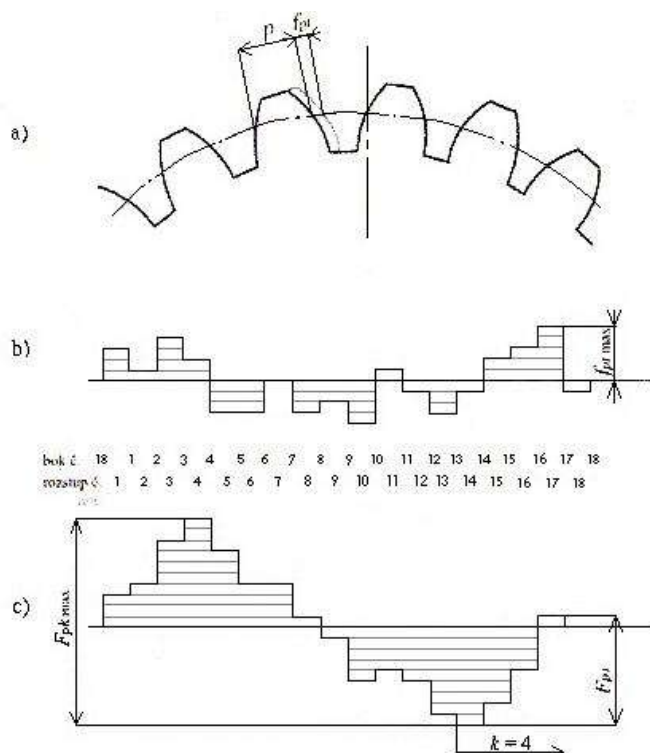 p fpt
a)
b)
fpt max
bok č. 18 1 2 3 4 5 6 7 8 9 10 11 12 13 14 15 16 17 18
rozstup č. 1 2 3 4 5 6 7 8 9 10 11 12 13 14 15 16 17 18
c)
Fpk max
Fpt
k = 4